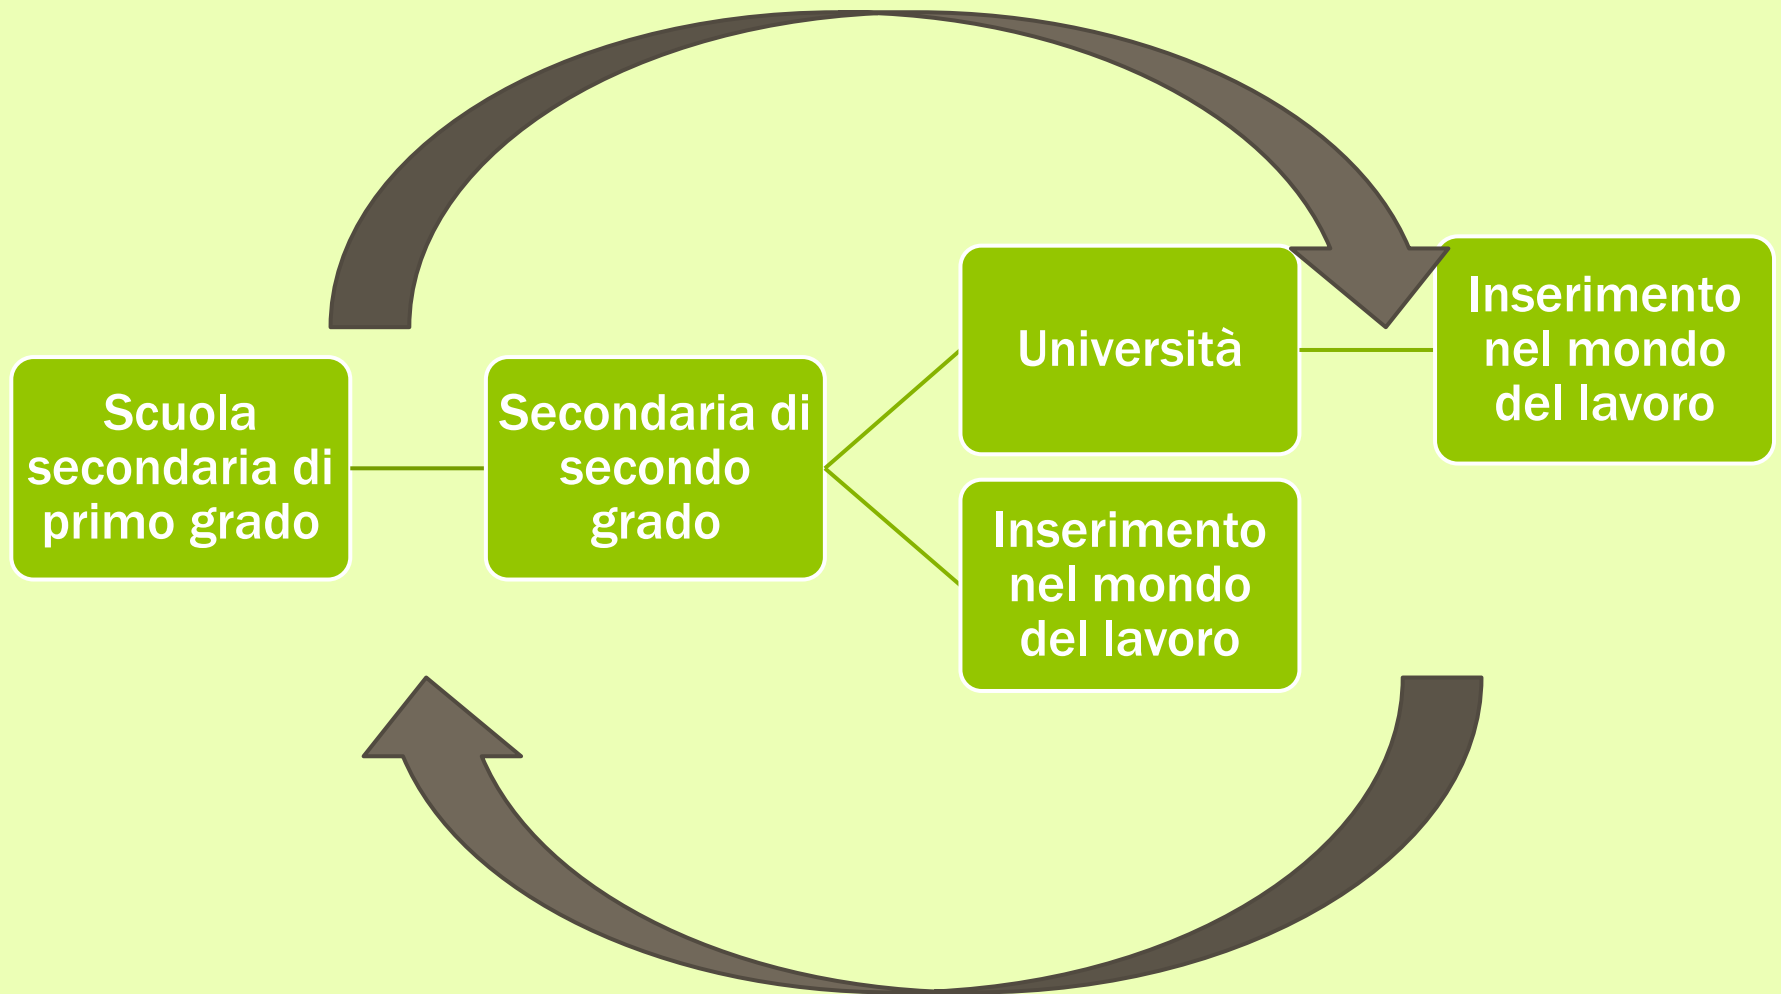 Scuola
secondaria di
primo grado
Secondaria di
secondo
grado
Università
Inserimento
nel mondo
del lavoro
Inserimento
nel mondo
del lavoro